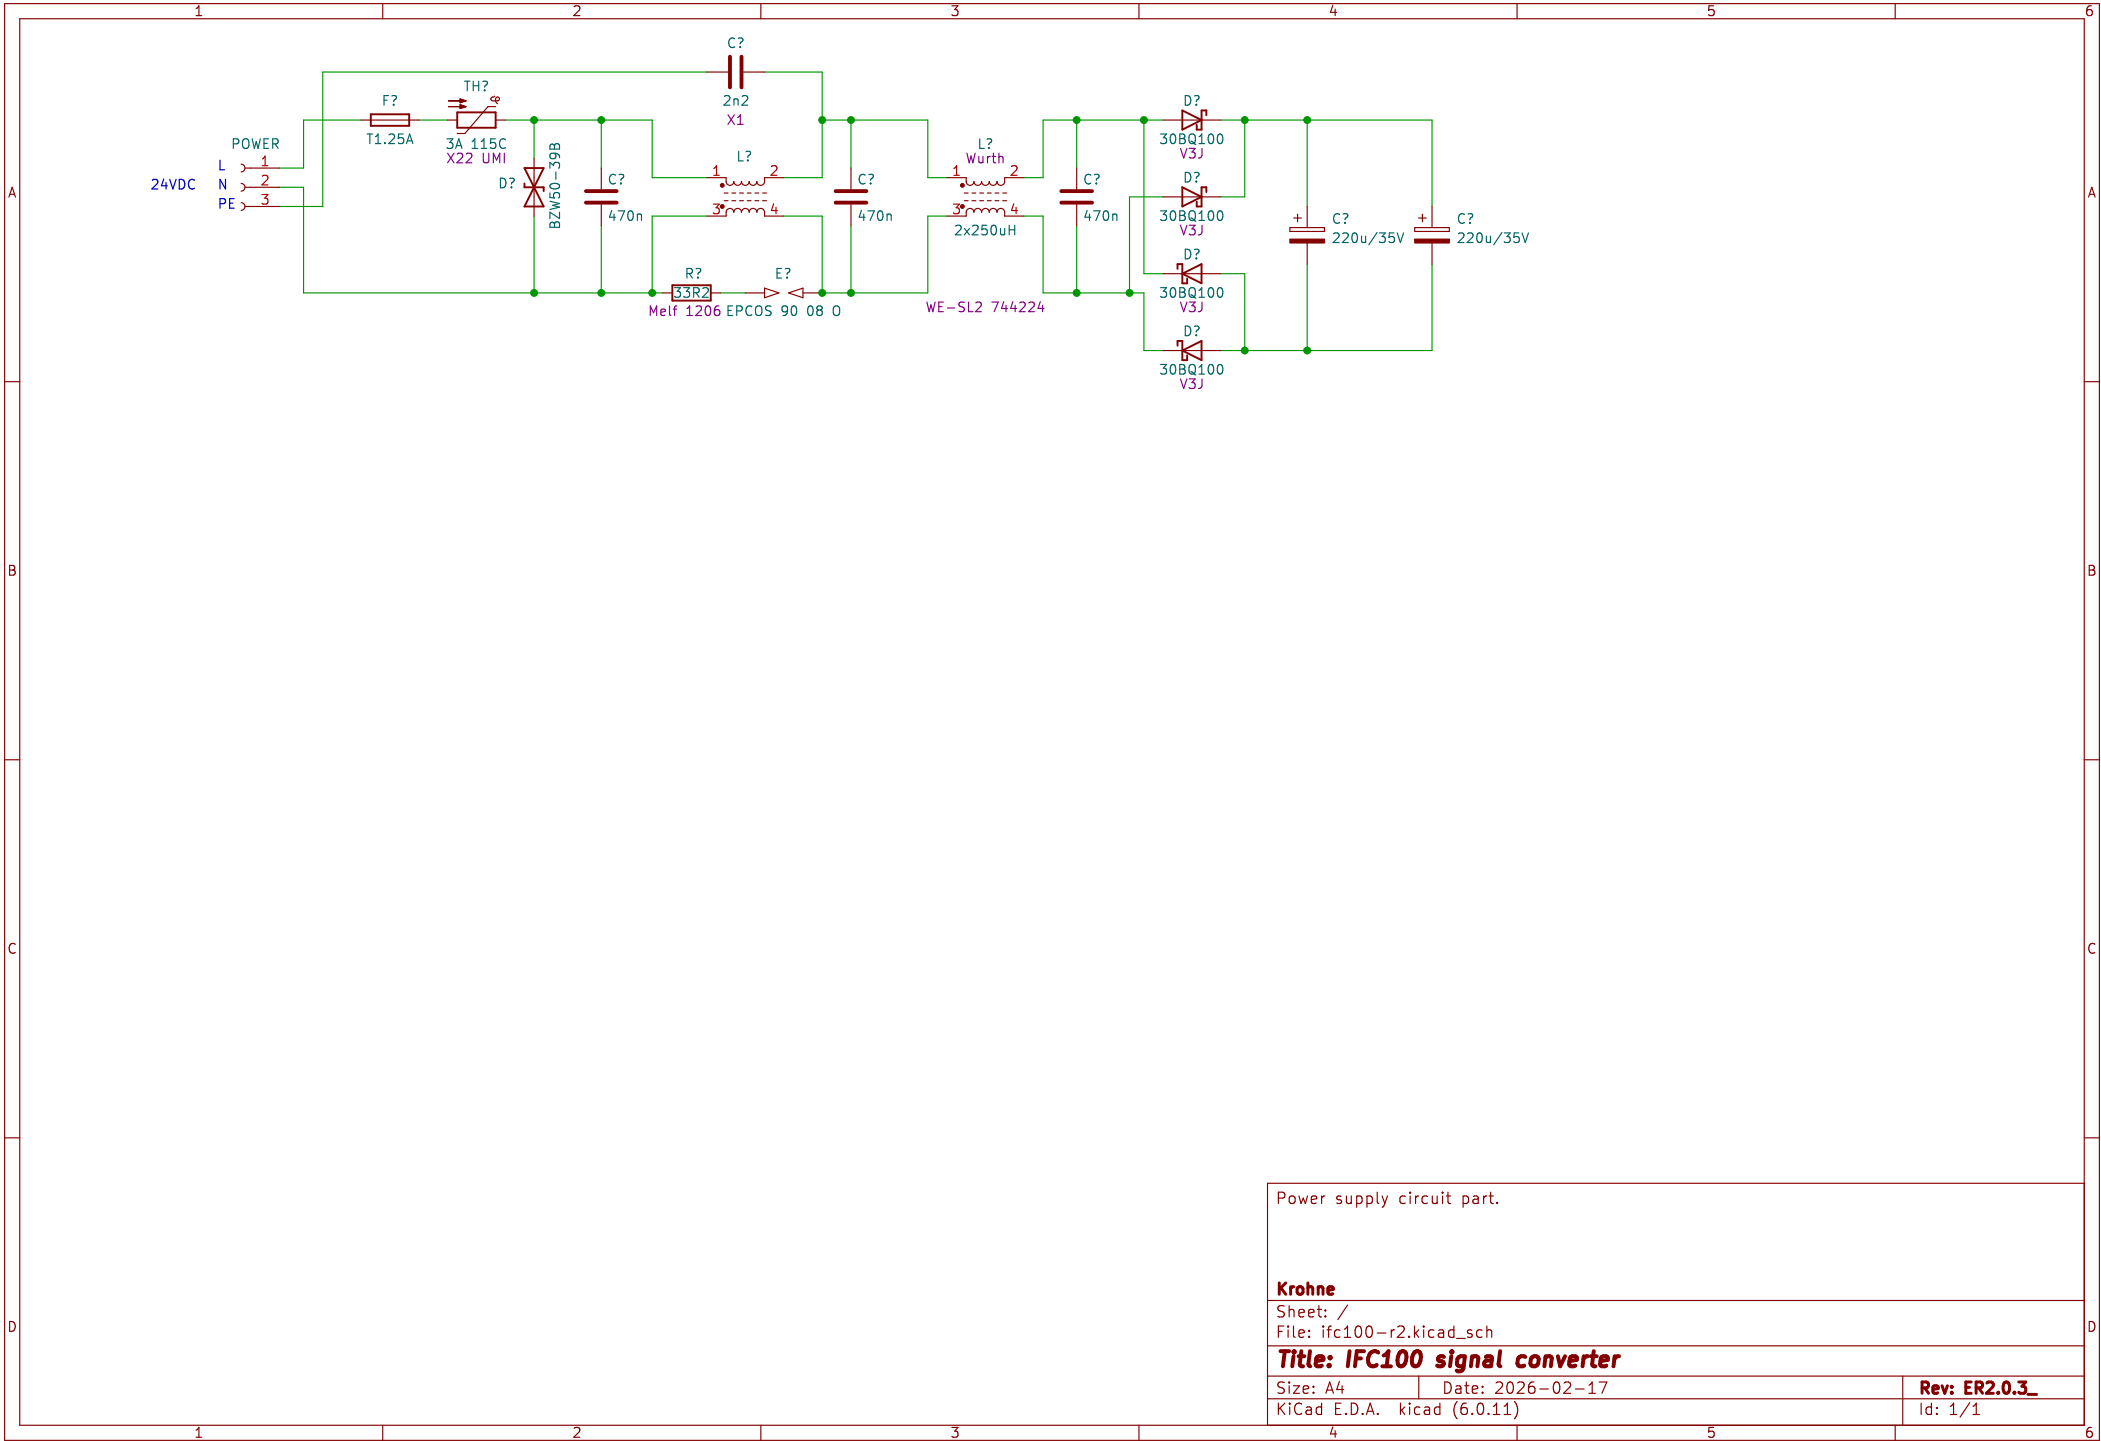 1 2 3 4 5 6
C?
2n2
X1
TH?
3A 115C
X22 UMI
F?
T1.25A
POWER
24VDC
L 1
N 2
PE 3
D?
BZW50-39B
C?
470n
L?
1 2
3 4
R?
33R2
Melf 1206
E?
EPCOS 90 08 O
C?
470n
L?
Wurth
1 2
3 4
2x250uH
WE-SL2 744224
C?
470n
D?
30BQ100
V3J
D?
30BQ100
V3J
D?
30BQ100
V3J
D?
30BQ100
V3J
+ C?
220u/35V
+ C?
220u/35V
A A
B B
C C
D D
Power supply circuit part.
Krohne
Sheet: /
File: ifc100-r2.kicad_sch
Title: IFC100 signal converter
Size: A4 Date: 2026-02-17 Rev: ER2.0.3_
KiCad E.D.A. kicad (6.0.11) Id: 1/1
1 2 3 4 5 6